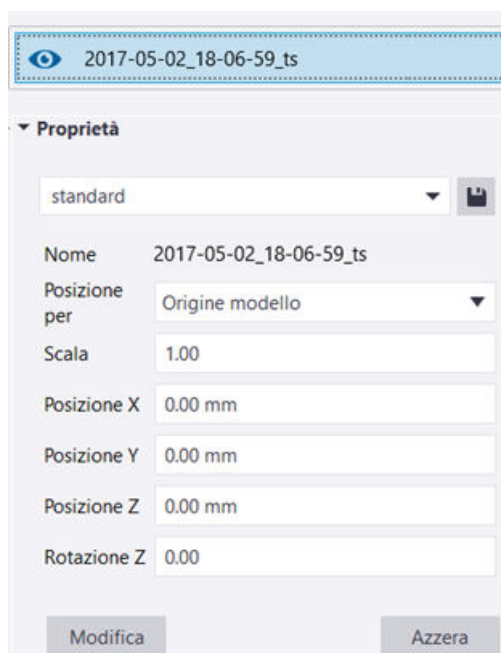 2017-05-02_18-06-59_ts
Proprietà
standard
Nome 2017-05-02_18-06-59_ts
Posizione per Origine modello
Scala 1.00
Posizione X 0.00 mm
Posizione Y 0.00 mm
Posizione Z 0.00 mm
Rotazione Z 0.00
Modifica Azzera